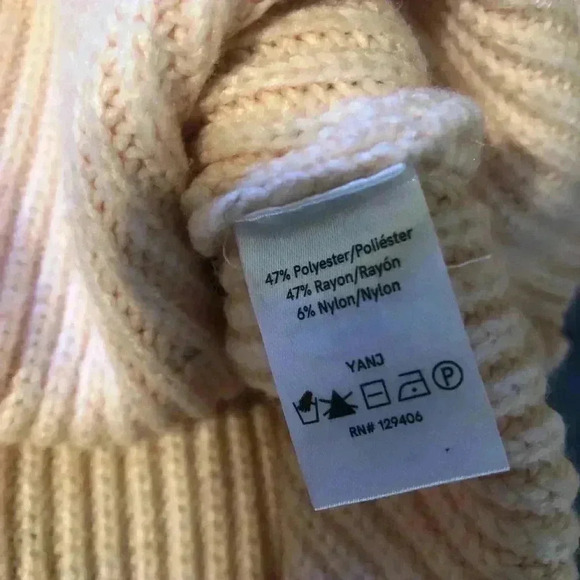 47% Polyester/Poliéster
47% Rayon/Rayón
6% Nylon/Nylon
YANJ
P
RN# 129406